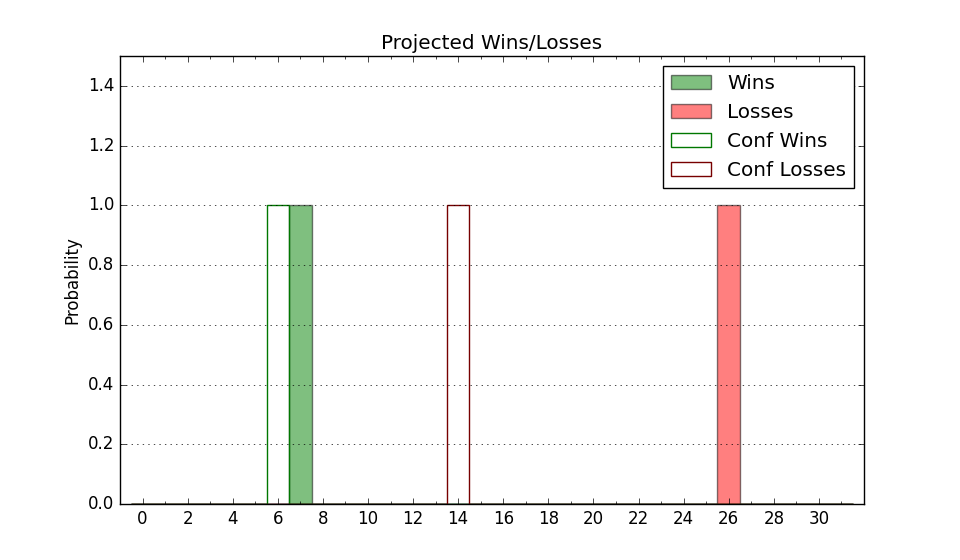 Projected Wins/Losses
1.4
1.2
1.0
0.8
0.6
0.4
0.2
0.0
Probability
Wins
Losses
Conf Wins
Conf Losses
0 2 4 6 8 10 12 14 16 18 20 22 24 26 28 30